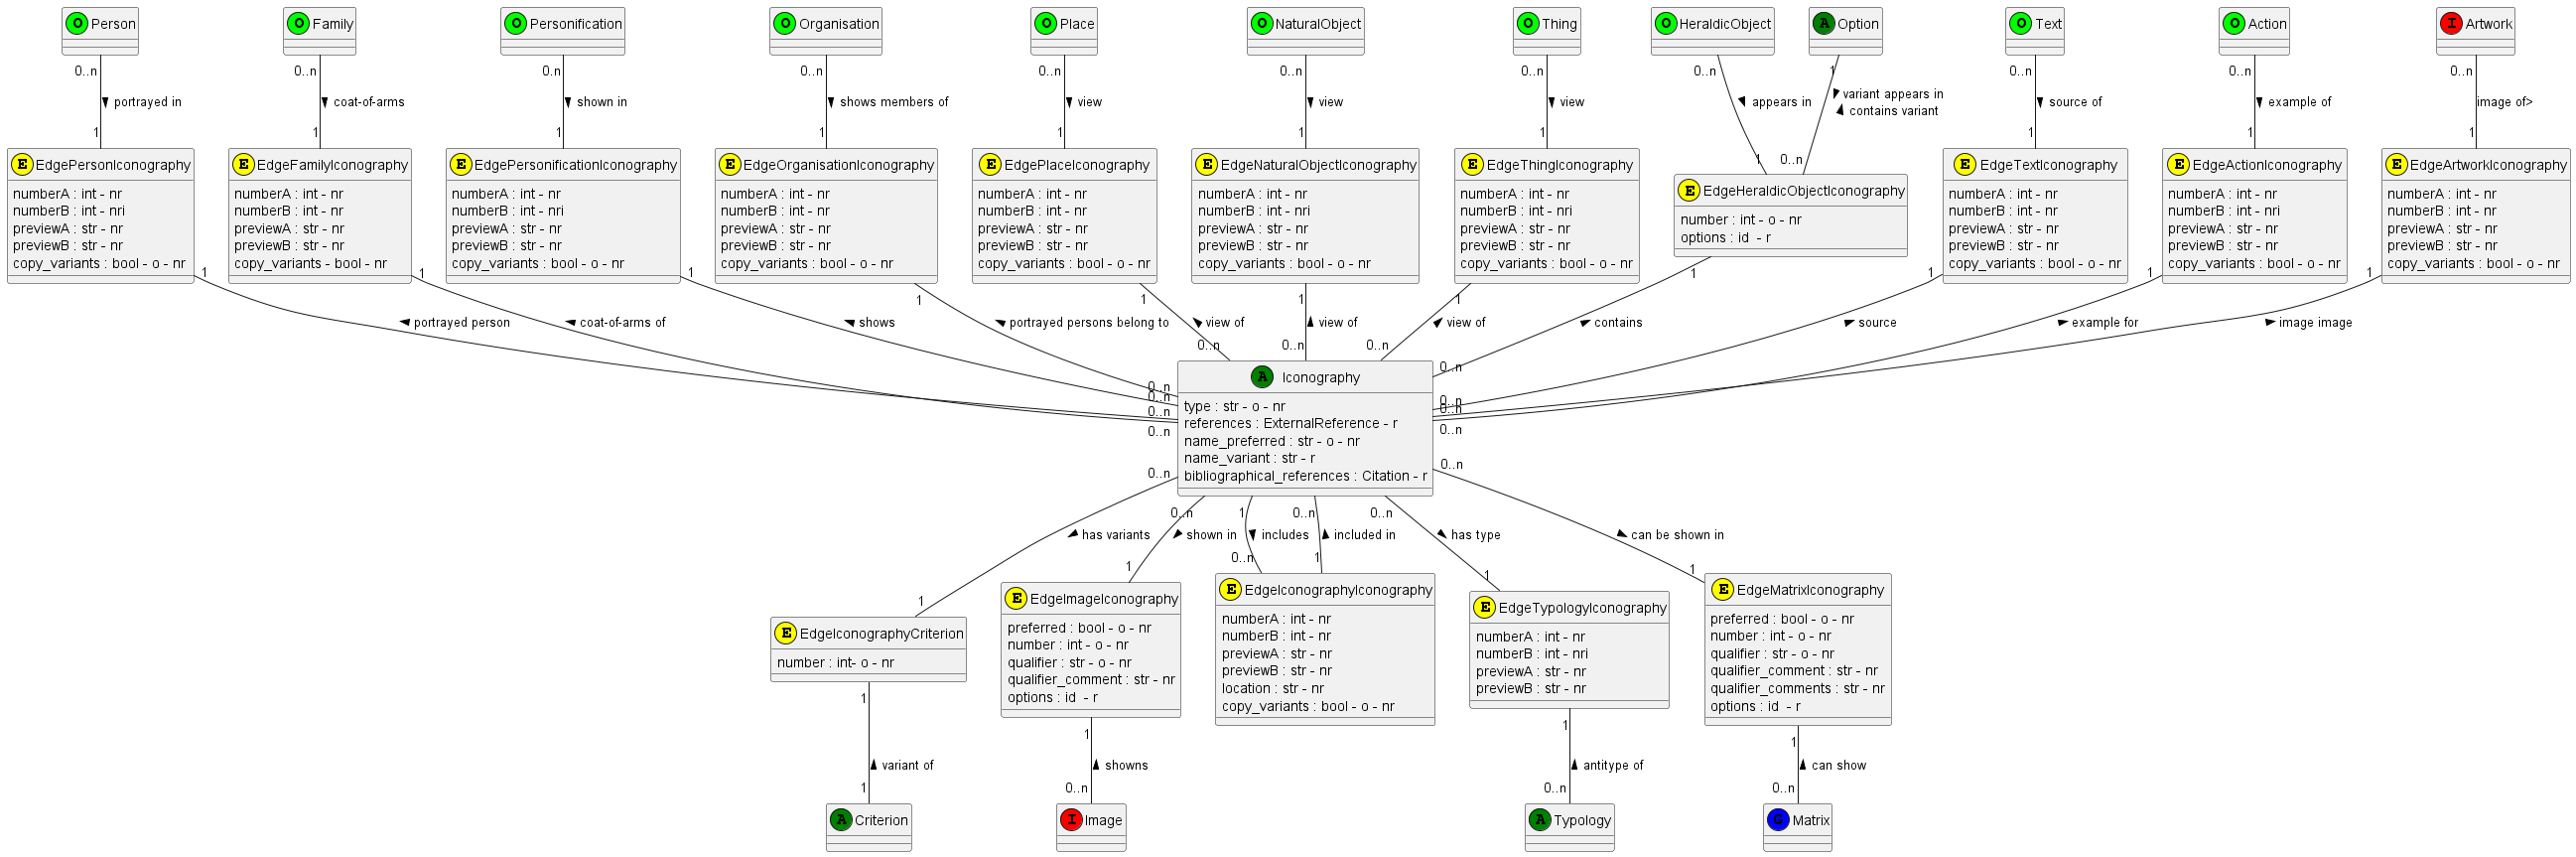 O Person
O Family
O Personification
O Organisation
O Place
O NaturalObject
O Thing
O HeraldicObject
A Option
O Text
O Action
I Artwork
0..n
0..n
0.n
0..n
0..n
0..n
0..n
0..n
1
0..n
0..n
0..n
portrayed in
coat-of-arms
shown in
shows members of
view
view
view
appears in
variant appears in
contains variant
source of
example of
image of>
1
1
1
1
1
1
1
1
0..n
1
1
1
E EdgePersonIconography
numberA : int - nr
numberB : int - nri
previewA : str - nr
previewB : str - nr
copy_variants : bool - o - nr
E EdgeFamilyIconography
numberA : int - nr
numberB : int - nr
previewA : str - nr
previewB : str - nr
copy_variants - bool - nr
E EdgePersonificationIconography
numberA : int - nr
numberB : int - nri
previewA : str - nr
previewB : str - nr
copy_variants : bool - o - nr
E EdgeOrganisationIconography
numberA : int - nr
numberB : int - nr
previewA : str - nr
previewB : str - nr
copy_variants : bool - o - nr
E EdgePlaceIconography
numberA : int - nr
numberB : int - nr
previewA : str - nr
previewB : str - nr
copy_variants : bool - o - nr
E EdgeNaturalObjectIconography
numberA : int - nr
numberB : int - nri
previewA : str - nr
previewB : str - nr
copy_variants : bool - o - nr
E EdgeThingIconography
numberA : int - nr
numberB : int - nri
previewA : str - nr
previewB : str - nr
copy_variants : bool - o - nr
E EdgeHeraldicObjectIconography
number : int - o - nr
options : id - r
E EdgeTextIconography
numberA : int - nr
numberB : int - nr
previewA : str - nr
previewB : str - nr
copy_variants : bool - o - nr
E EdgeActionIconography
numberA : int - nr
numberB : int - nri
previewA : str - nr
previewB : str - nr
copy_variants : bool - o - nr
E EdgeArtworkIconography
numberA : int - nr
numberB : int - nr
previewA : str - nr
previewB : str - nr
copy_variants : bool - o - nr
1
1
1
1
1
1
1
1
1
1
1
portrayed person
coat-of-arms of
shows
portrayed persons belong to
view of
view of
view of
contains
source
example for
image image
0..n
0..n
0..n
0..n
0..n
0..n
0..n
0..n
0..n
0..n
0..n
A Iconography
type : str - o - nr
references : ExternalReference - r
name_preferred : str - o - nr
name_variant : str - r
bibliographical_references : Citation - r
0..n
0..n
1
0..n
0..n
0..n
has variants
shown in
includes
included in
has type
can be shown in
1
1
0..n
1
1
1
E EdgeIconographyCriterion
number : int- o - nr
E EdgeImageIconography
preferred : bool - o - nr
number : int - o - nr
qualifier : str - o - nr
qualifier_comment : str - nr
options : id - r
E EdgeIconographyIconography
numberA : int - nr
numberB : int - nr
previewA : str - nr
previewB : str - nr
location : str - nr
copy_variants : bool - o - nr
E EdgeTypologyIconography
numberA : int - nr
numberB : int - nri
previewA : str - nr
previewB : str - nr
E EdgeMatrixIconography
preferred : bool - o - nr
number : int - o - nr
qualifier : str - o - nr
qualifier_comment : str - nr
qualifier_comments : str - nr
options : id - r
1
1
1
1
variant of
showns
antitype of
can show
1
0..n
0..n
0..n
A Criterion
I Image
A Typology
G Matrix